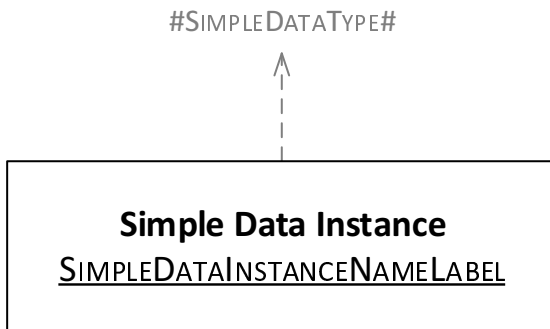 #SIMPLEDATATYPE#
Simple Data Instance
SIMPLEDATAINSTANCENAMELABEL